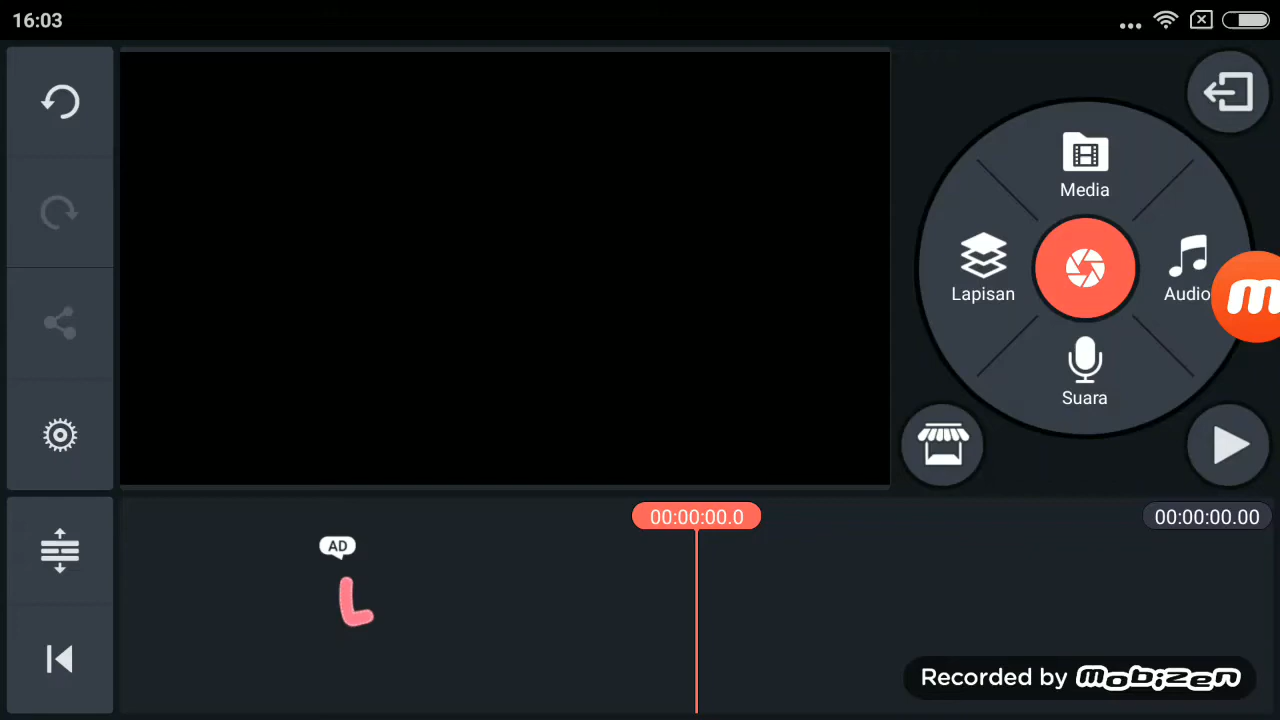 16:03
Media
Lapisan
Audio
Suara
00:00:00.0
00:00:00.00
AD
L
Recorded by mobizen